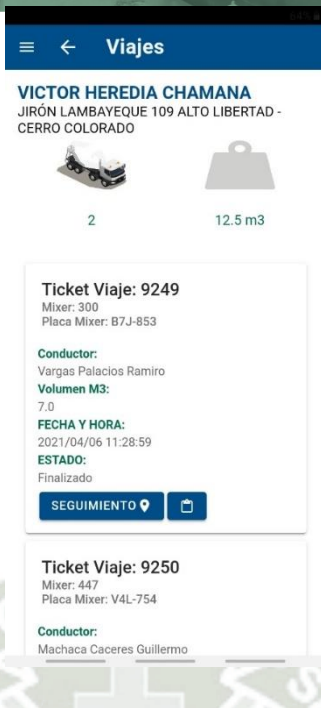 Viajes
VICTOR HEREDIA CHAMANA
JIRÓN LAMBAYEQUE 109 ALTO LIBERTAD -
CERRO COLORADO
2 12.5 m3
Ticket Viaje: 9249
Mixer: 300
Placa Mixer: B7J-853
Conductor:
Vargas Palacios Ramiro
Volumen M3:
7.0
FECHA Y HORA:
2021/04/06 11:28:59
ESTADO:
Finalizado
SEGUIMIENTO
Ticket Viaje: 9250
Mixer: 447
Placa Mixer: V4L-754
Conductor:
Machaca Caceres Guillermo